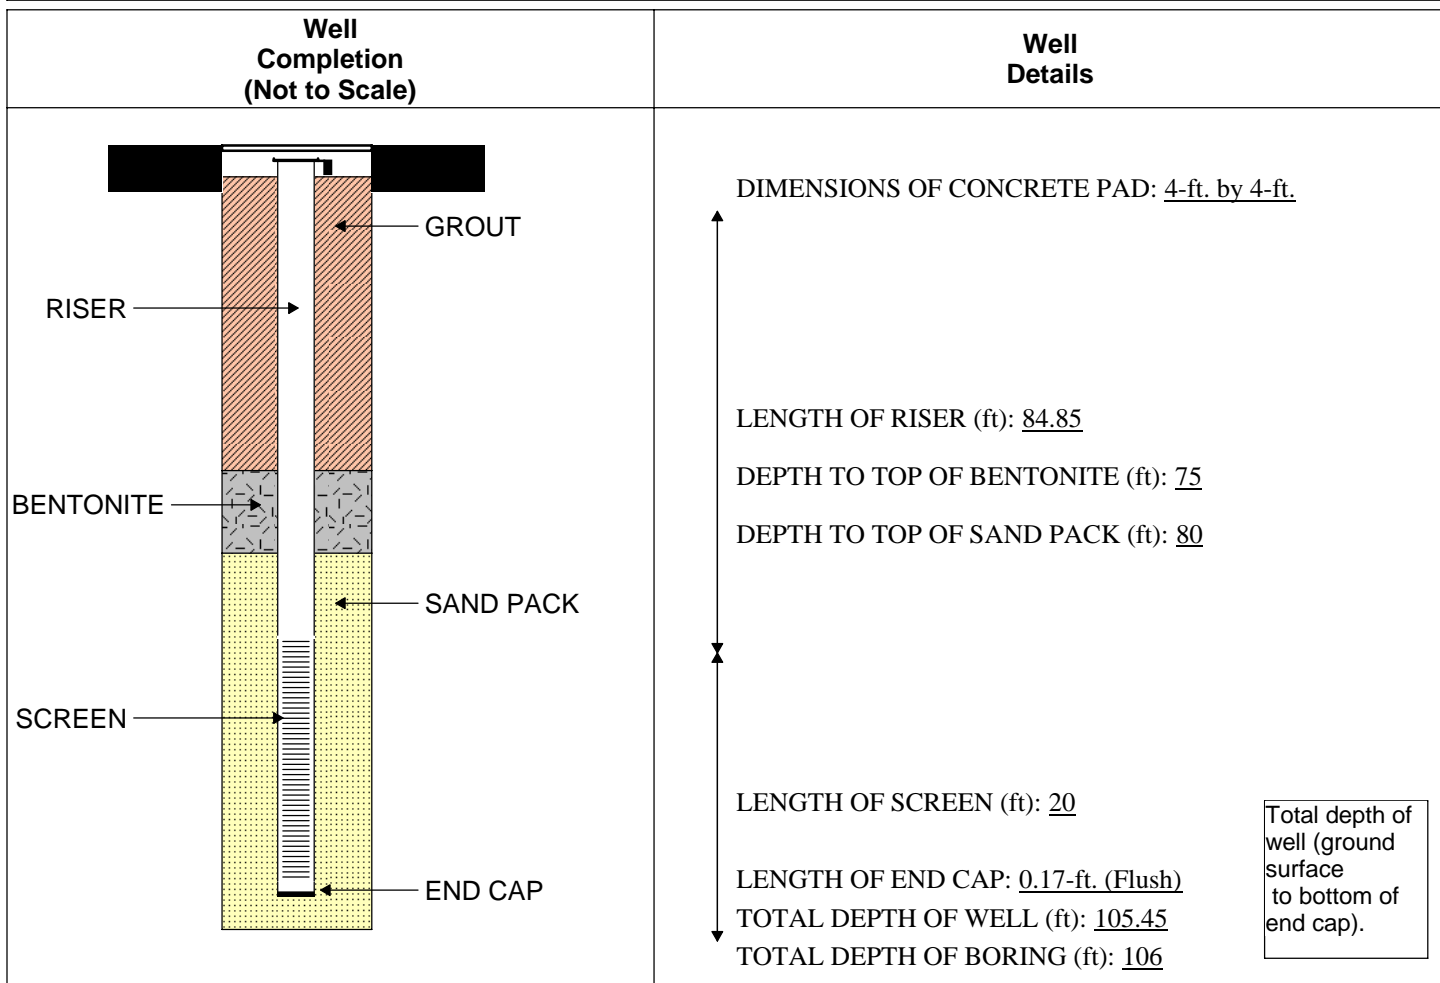 Well
Completion
(Not to Scale)
Well
Details
GROUT
RISER
BENTONITE
SAND PACK
SCREEN
END CAP
DIMENSIONS OF CONCRETE PAD: 4-ft. by 4-ft.
LENGTH OF RISER (ft): 84.85
DEPTH TO TOP OF BENTONITE (ft): 75
DEPTH TO TOP OF SAND PACK (ft): 80
LENGTH OF SCREEN (ft): 20
LENGTH OF END CAP: 0.17-ft. (Flush)
TOTAL DEPTH OF WELL (ft): 105.45
TOTAL DEPTH OF BORING (ft): 106
Total depth of
well (ground
surface
to bottom of
end cap).